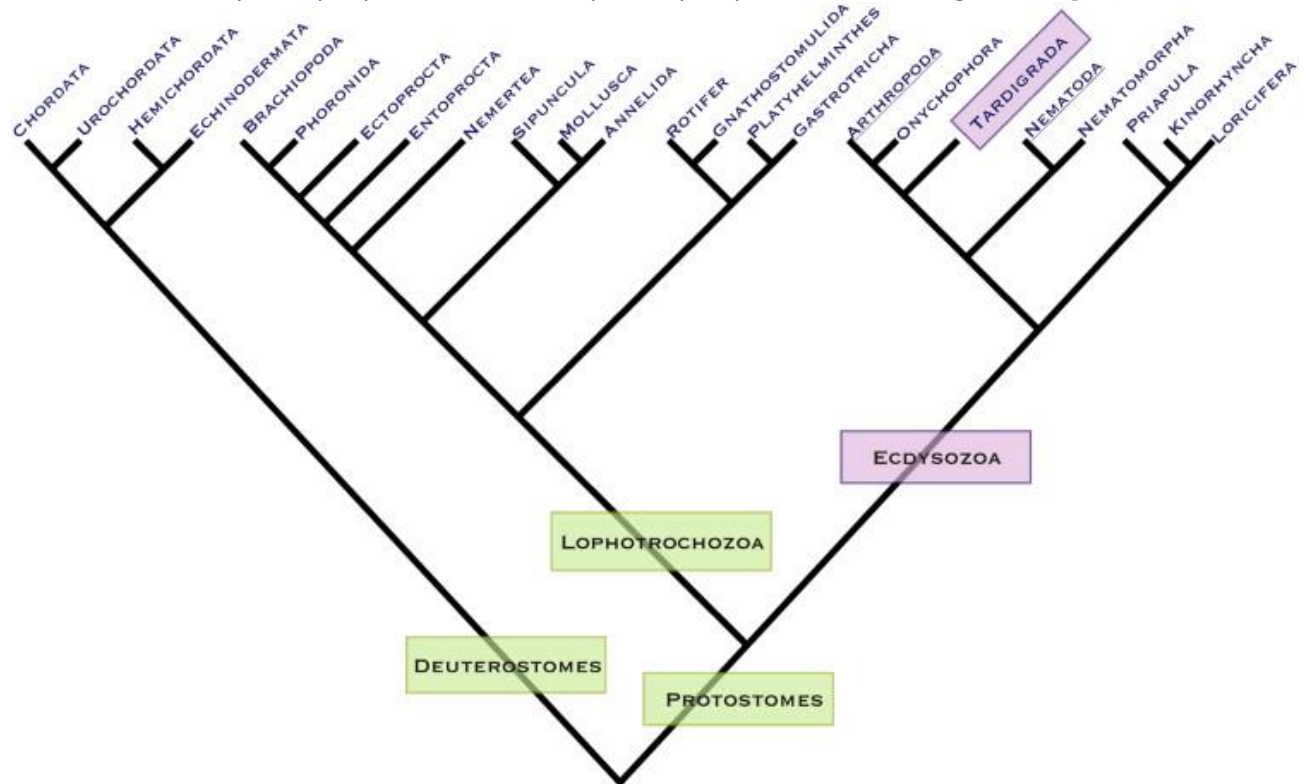 CHORDATA
UROCHORDATA
HEMICHORDATA
ECHINODERMATA
BRACHIOPODA
PHORONIDA
ECTOPROCTA
ENTOPROCTA
NEMERTEA
SIPUNCULA
MOLLUSCA
ANNELIDA
ROTIFER
GNATHOSTOMULIDA
PLATYHELMINTHES
GASTROTRICHA
ARTHROPODA
ONYCHOPHORA
TARDIGRADA
NEMATODA
NEMATOMORPHA
PRIAPULA
KINORHYNCHA
LORICIFERA
ECDYSOZOA
LOPHOTROCHOZOA
DEUTEROSTOMES
PROTOSTOMES